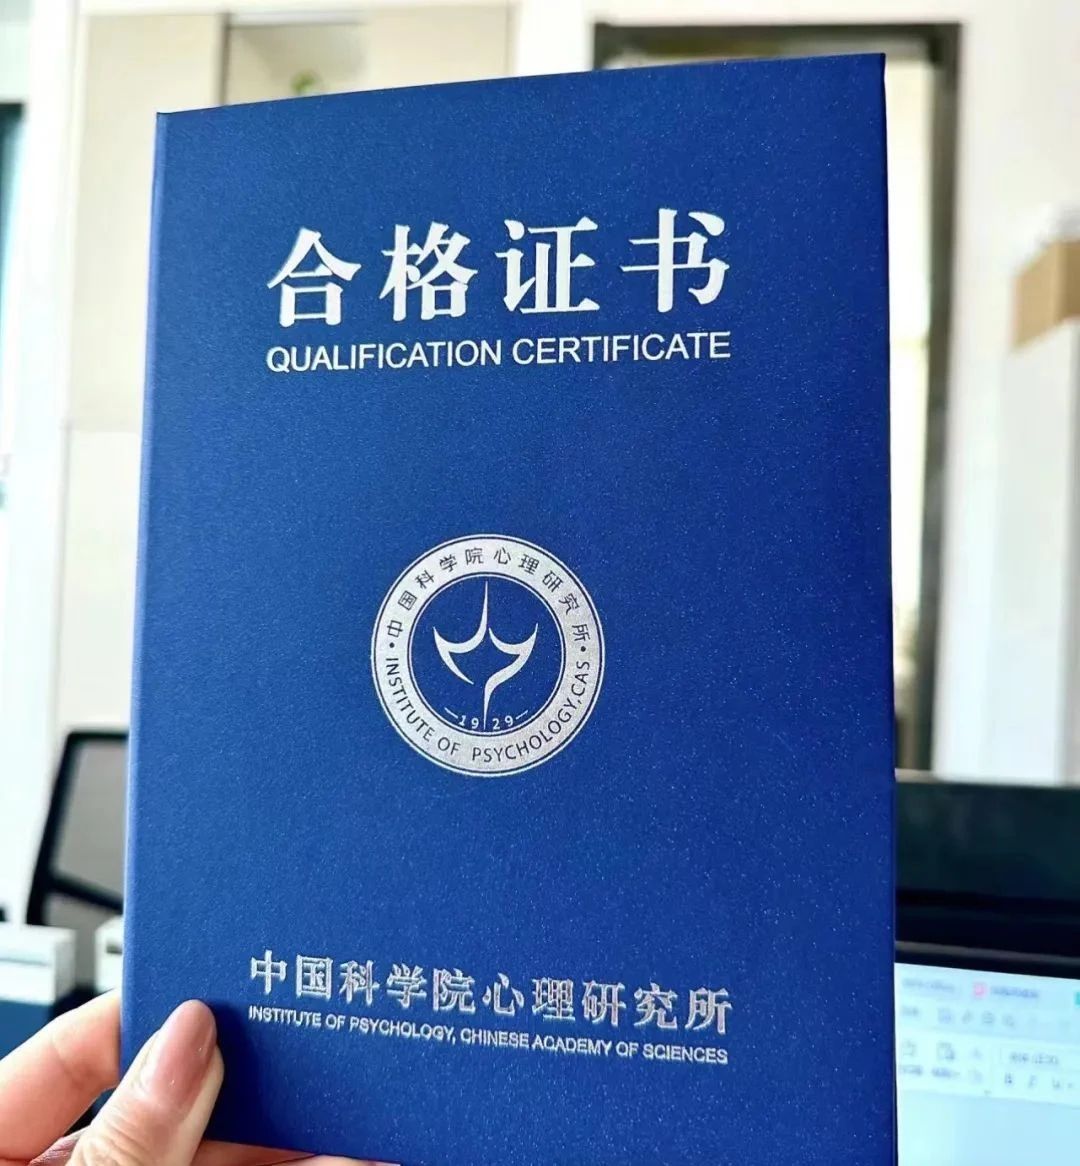 合格证书
QUALIFICATION CERTIFICATE
中国科学院心理研究所
INSTITUTE OF PSYCHOLOGY,CAS
1929
中国科学院心理研究所
INSTITUTE OF PSYCHOLOGY, CHINESE ACADEMY OF SCIENCES